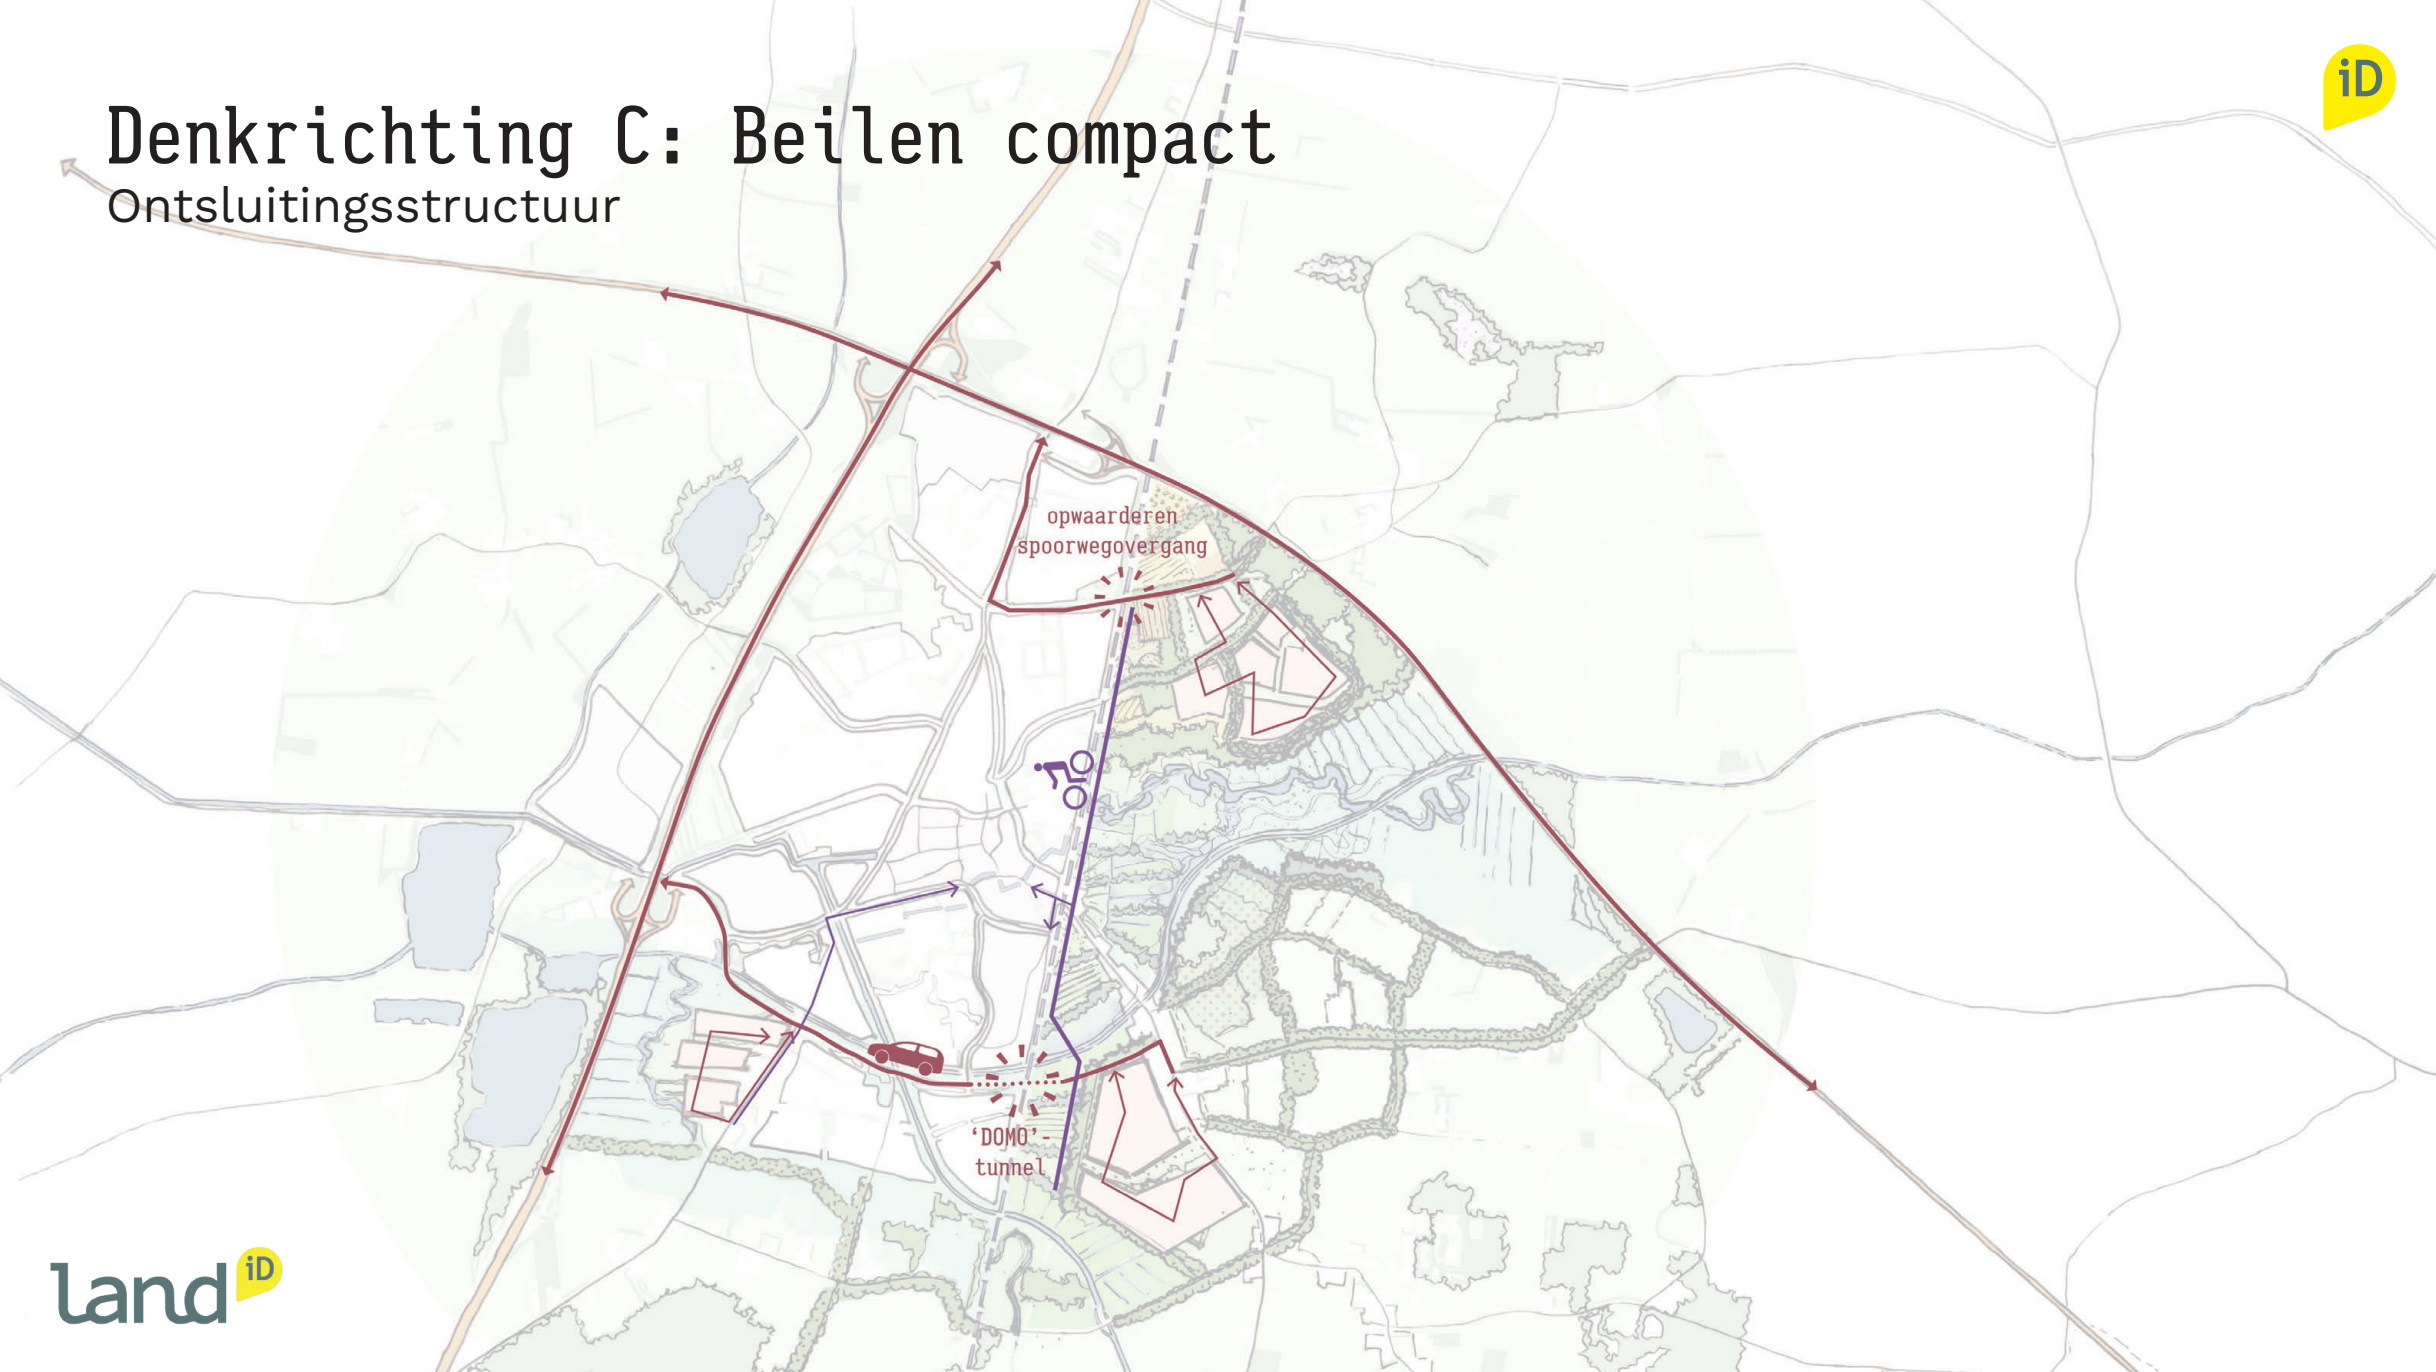 iD
Denkrichting C: Beilen compact
Ontsluitingsstructuur
opwaarderen
spoorwegovergang
‘DOMO’-
tunnel
land iD